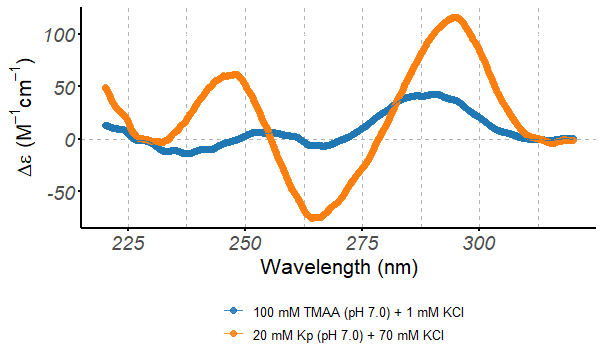 100
50
0
-50
Δε (M⁻¹cm⁻¹)
225 250 275 300
Wavelength (nm)
100 mM TMAA (pH 7.0) + 1 mM KCl
20 mM Kp (pH 7.0) + 70 mM KCl